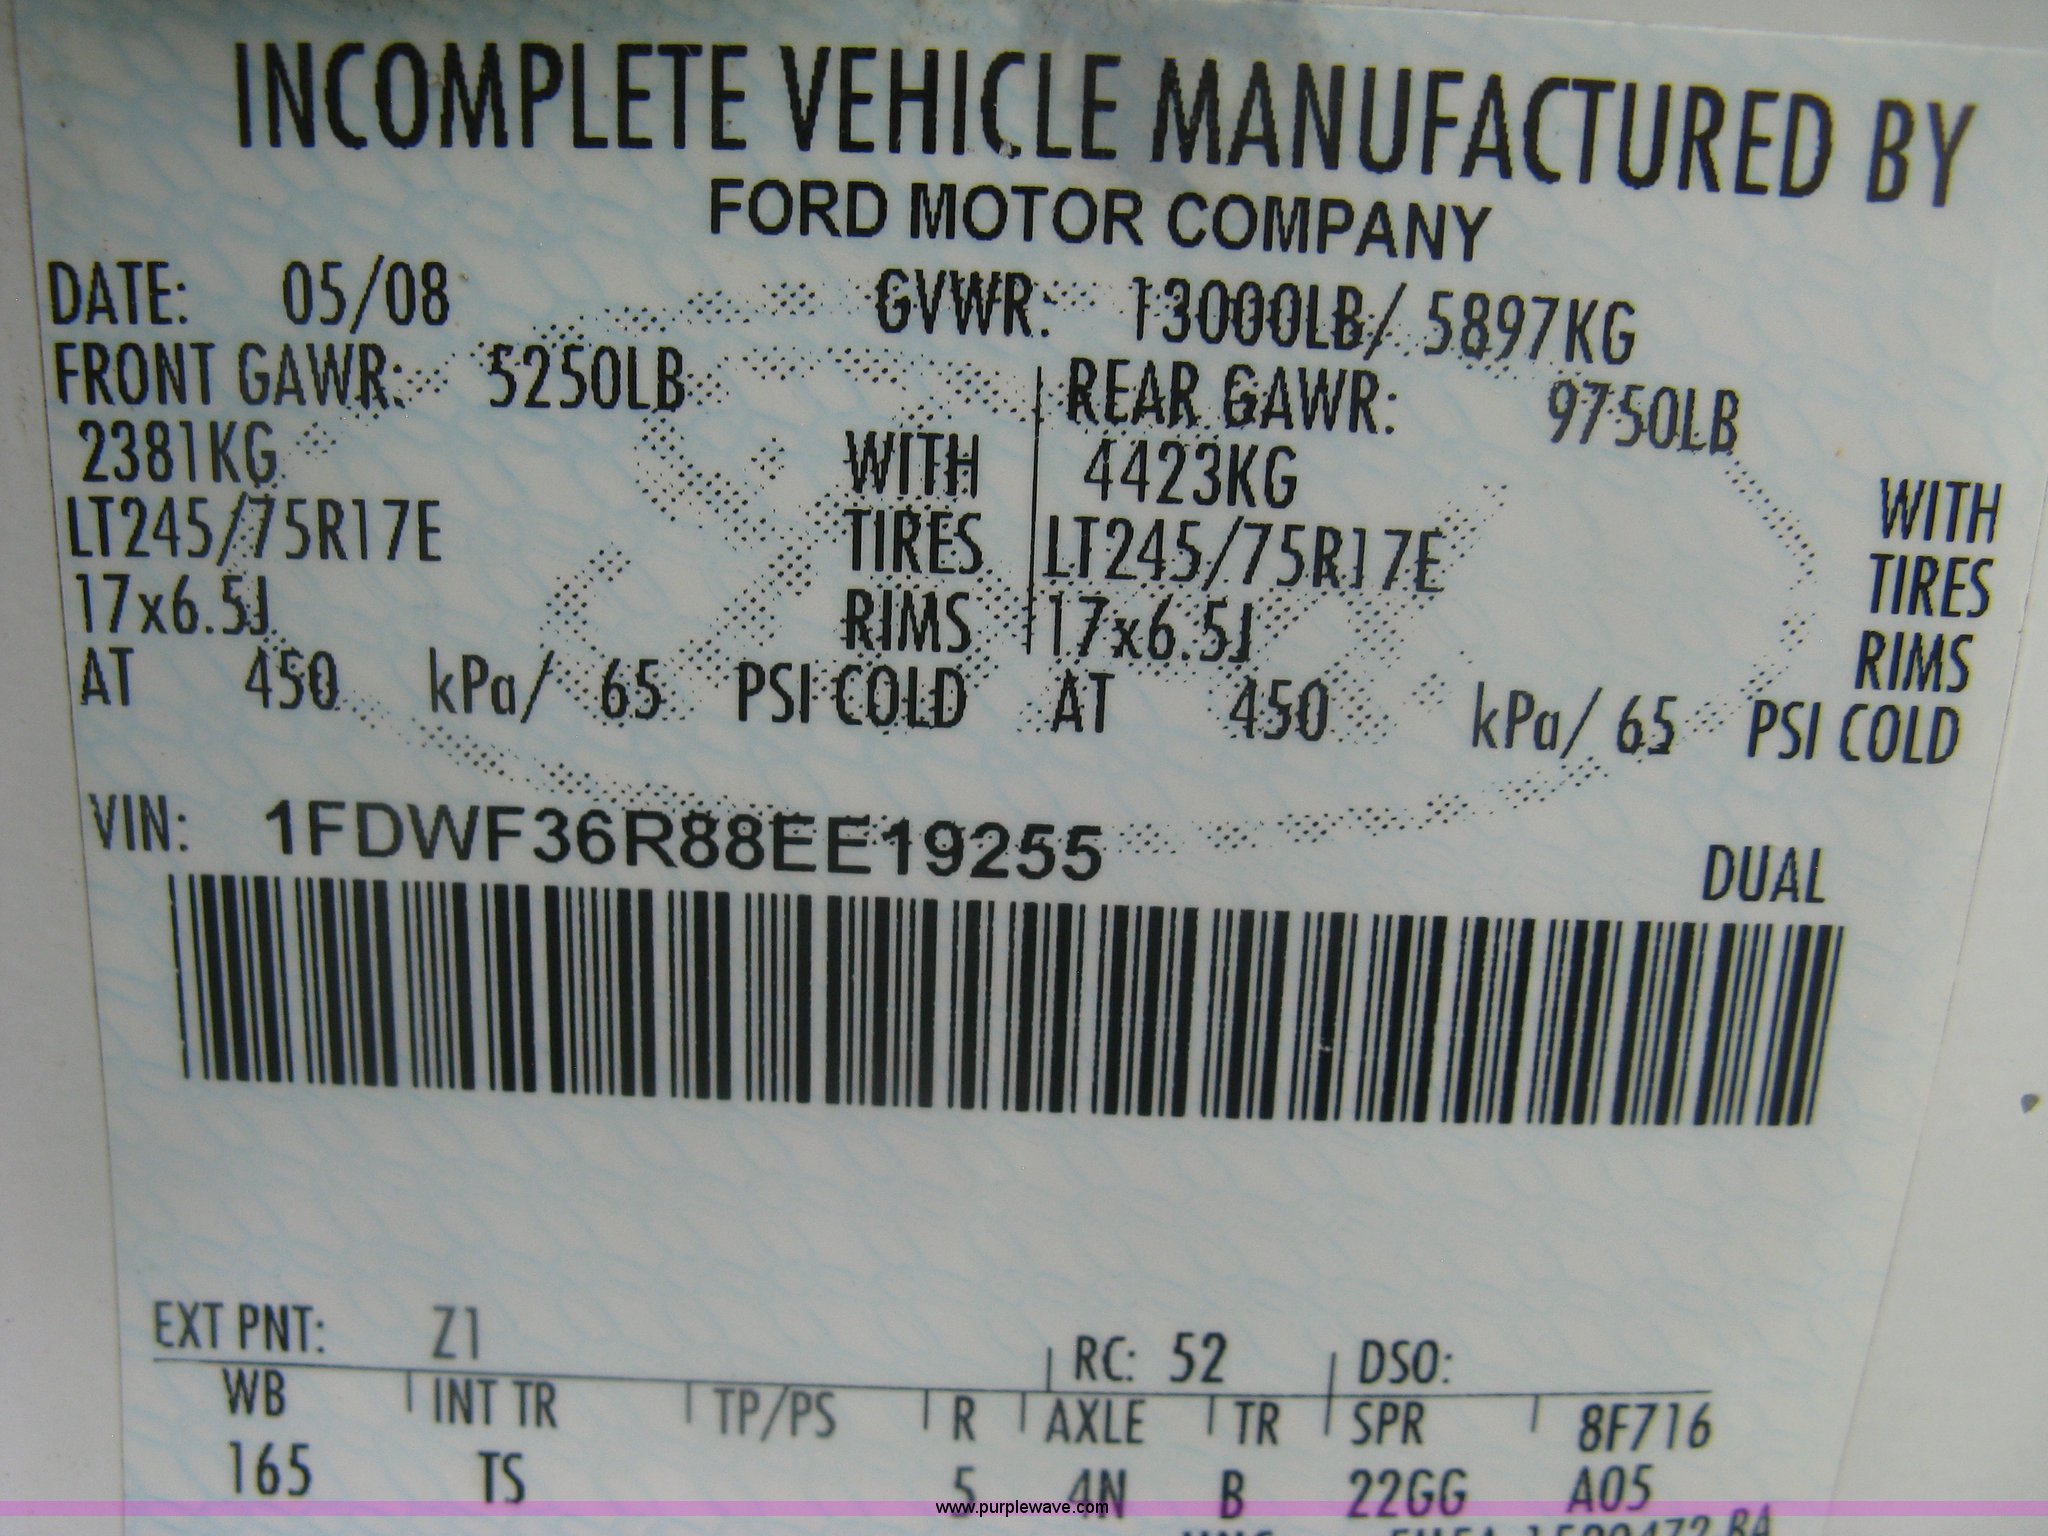 INCOMPLETE VEHICLE MANUFACTURED BY
FORD MOTOR COMPANY
DATE: 05/08 GVWR: 13000LB/ 5897KG
FRONT GAWR: 5250LB REAR GAWR: 9750LB
2381KG WITH 4423KG WITH
LT245/75R17E TIRES LT245/75R17E TIRES
17x6.5J RIMS 17x6.5J RIMS
AT 450 kPa/ 65 PSI COLD AT 450 kPa/ 65 PSI COLD
VIN: 1FDWF36R88EE19255 DUAL
EXT PNT: Z1 RC: 52 DSO:
WB INT TR TP/PS R AXLE TR SPR 8F716
165 TS 5 4N B 22GG A05
www.purplewave.com